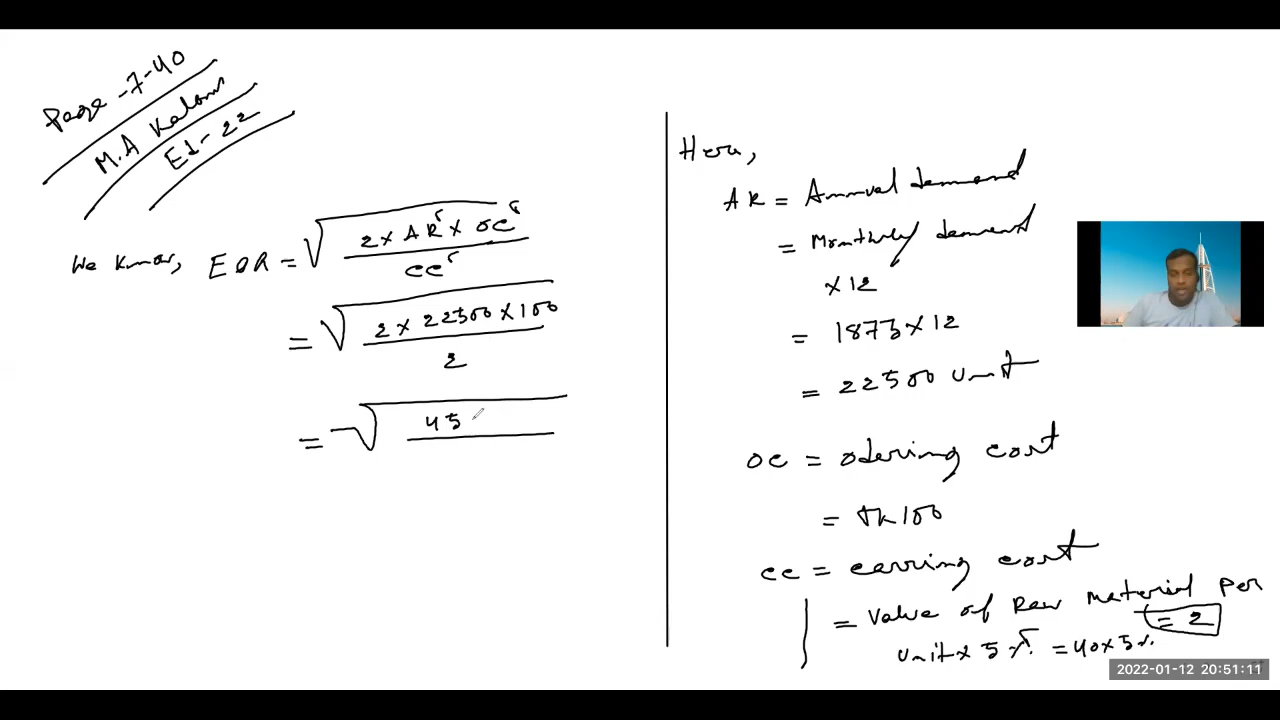 Page -7-40
M.A Kalam
Ed-22
We know, EOQ = √ 2 × AR × OC
CC
= √ 2 × 22500 × 100
2
= √ 45
Here,
AR = Annual demand
= Monthly demand
×12
= 1875×12
= 22500 unit
OC = odering cost
= Tk 100
CC = carring cost
= Value of Raw material Per
unit × 5 %. = 40×5%
= 2
2022-01-12 20:51:11